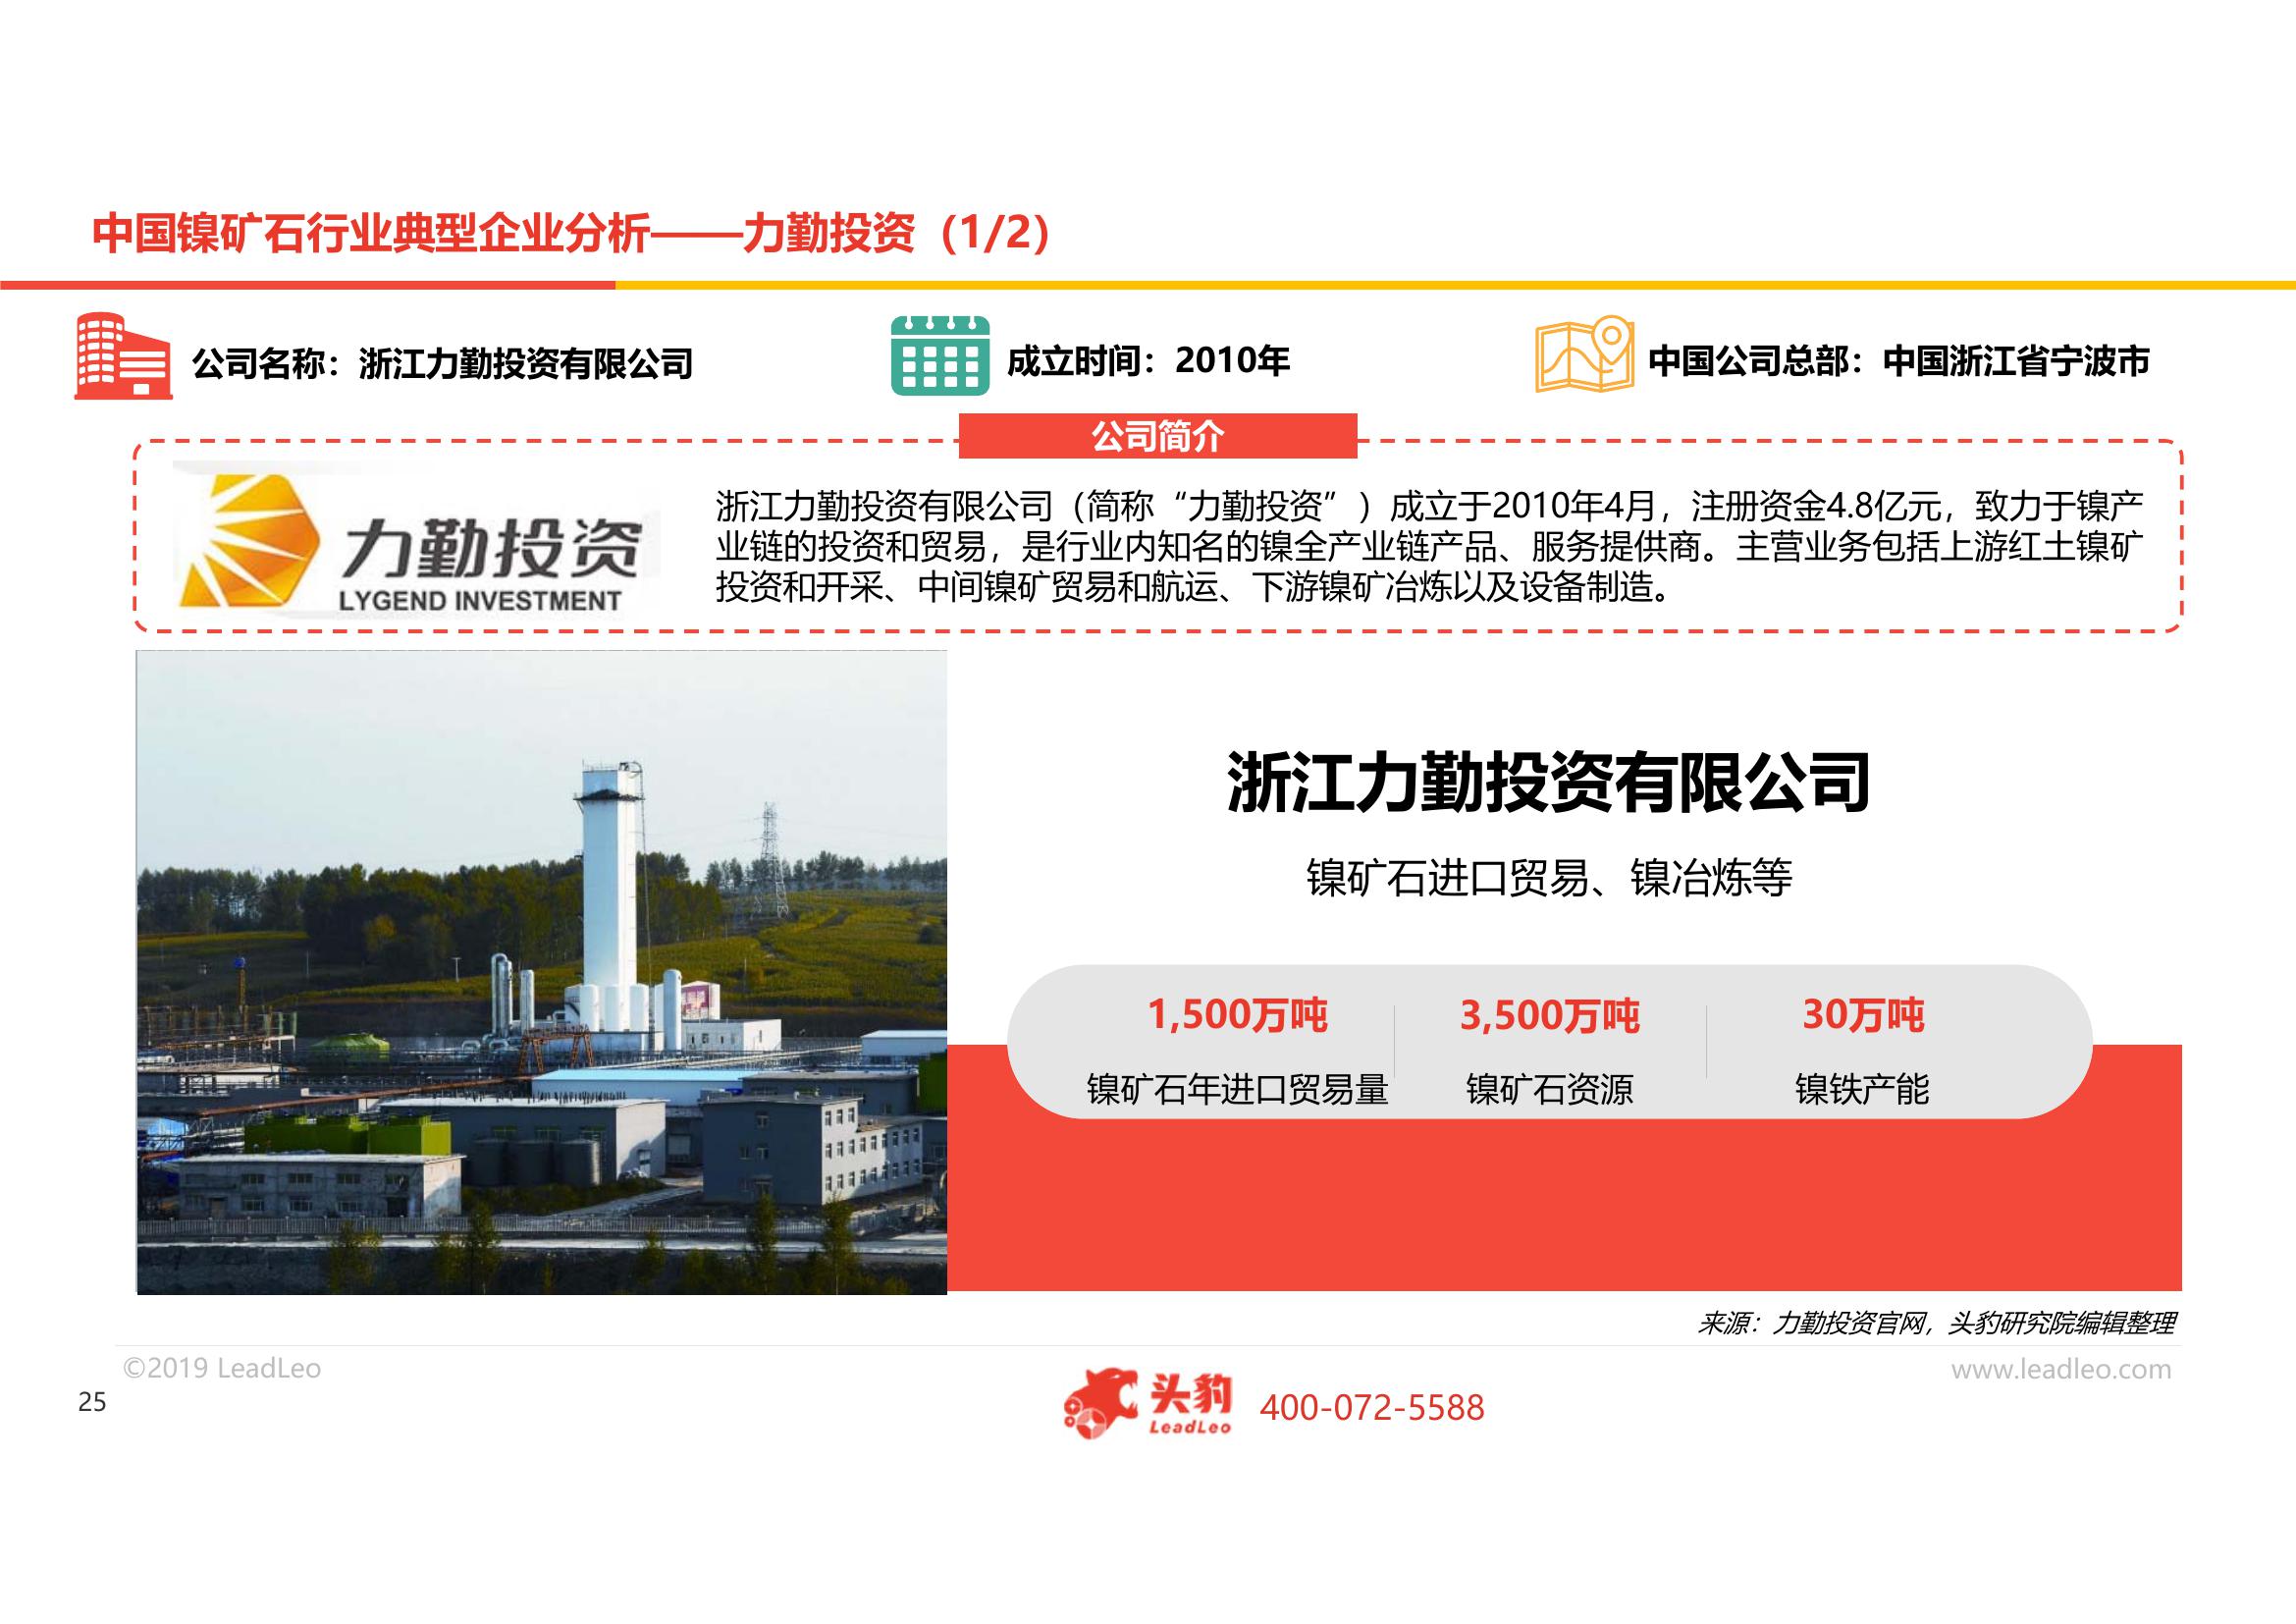 中国镍矿石行业典型企业分析——力勤投资（1/2）
公司名称：浙江力勤投资有限公司
成立时间：2010年
中国公司总部：中国浙江省宁波市
公司简介
力勤投资
LYGEND INVESTMENT
浙江力勤投资有限公司（简称“力勤投资”）成立于2010年4月，注册资金4.8亿元，致力于镍产
业链的投资和贸易，是行业内知名的镍全产业链产品、服务提供商。主营业务包括上游红土镍矿
投资和开采、中间镍矿贸易和航运、下游镍矿冶炼以及设备制造。
浙江力勤投资有限公司
镍矿石进口贸易、镍冶炼等
1,500万吨
镍矿石年进口贸易量
3,500万吨
镍矿石资源
30万吨
镍铁产能
来源：力勤投资官网，头豹研究院编辑整理
©2019 LeadLeo
www.leadleo.com
25
头豹
LeadLeo
400-072-5588